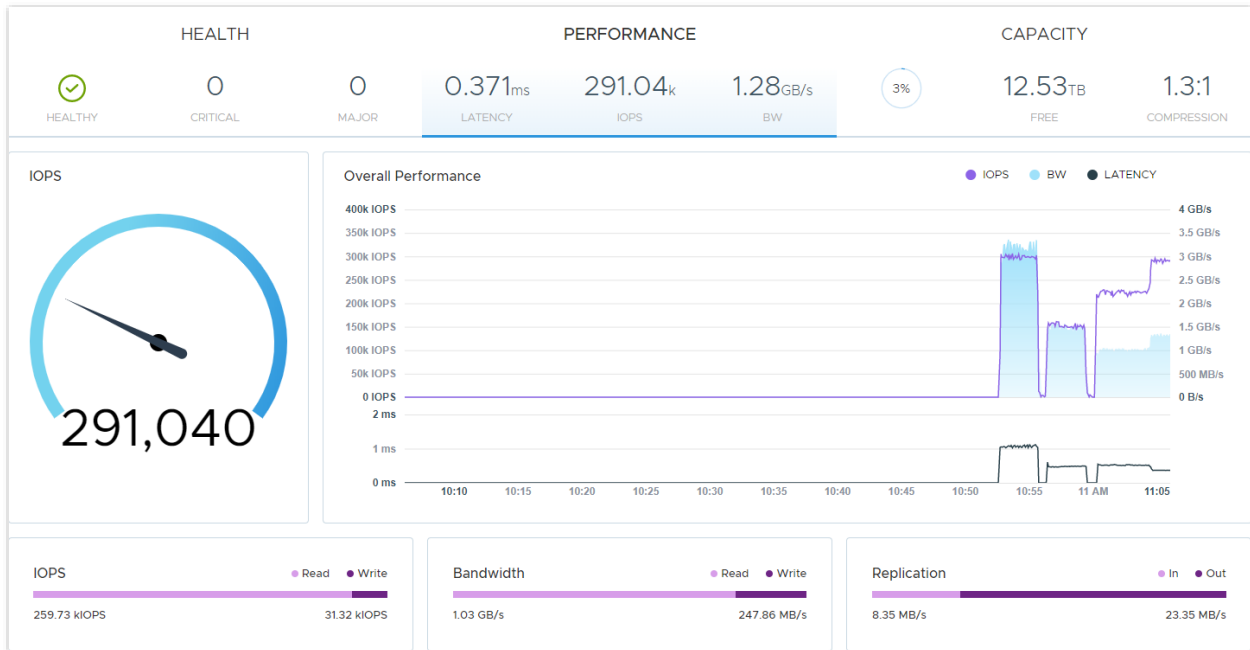 HEALTH
PERFORMANCE
CAPACITY
0
0
0.371ms
291.04k
1.28GB/s
3%
12.53TB
1.3:1
HEALTHY
CRITICAL
MAJOR
LATENCY
IOPS
BW
FREE
COMPRESSION
IOPS
291,040
Overall Performance
IOPS
BW
LATENCY
400k IOPS
350k IOPS
300k IOPS
250k IOPS
200k IOPS
150k IOPS
100k IOPS
50k IOPS
0 IOPS
4 GB/s
3.5 GB/s
3 GB/s
2.5 GB/s
2 GB/s
1.5 GB/s
1 GB/s
500 MB/s
0 B/s
2 ms
1 ms
0 ms
10:10 10:15 10:20 10:25 10:30 10:35 10:40 10:45 10:50 10:55 11 AM 11:05
IOPS
Read
Write
259.73 kIOPS
31.32 kIOPS
Bandwidth
Read
Write
1.03 GB/s
247.86 MB/s
Replication
In
Out
8.35 MB/s
23.35 MB/s